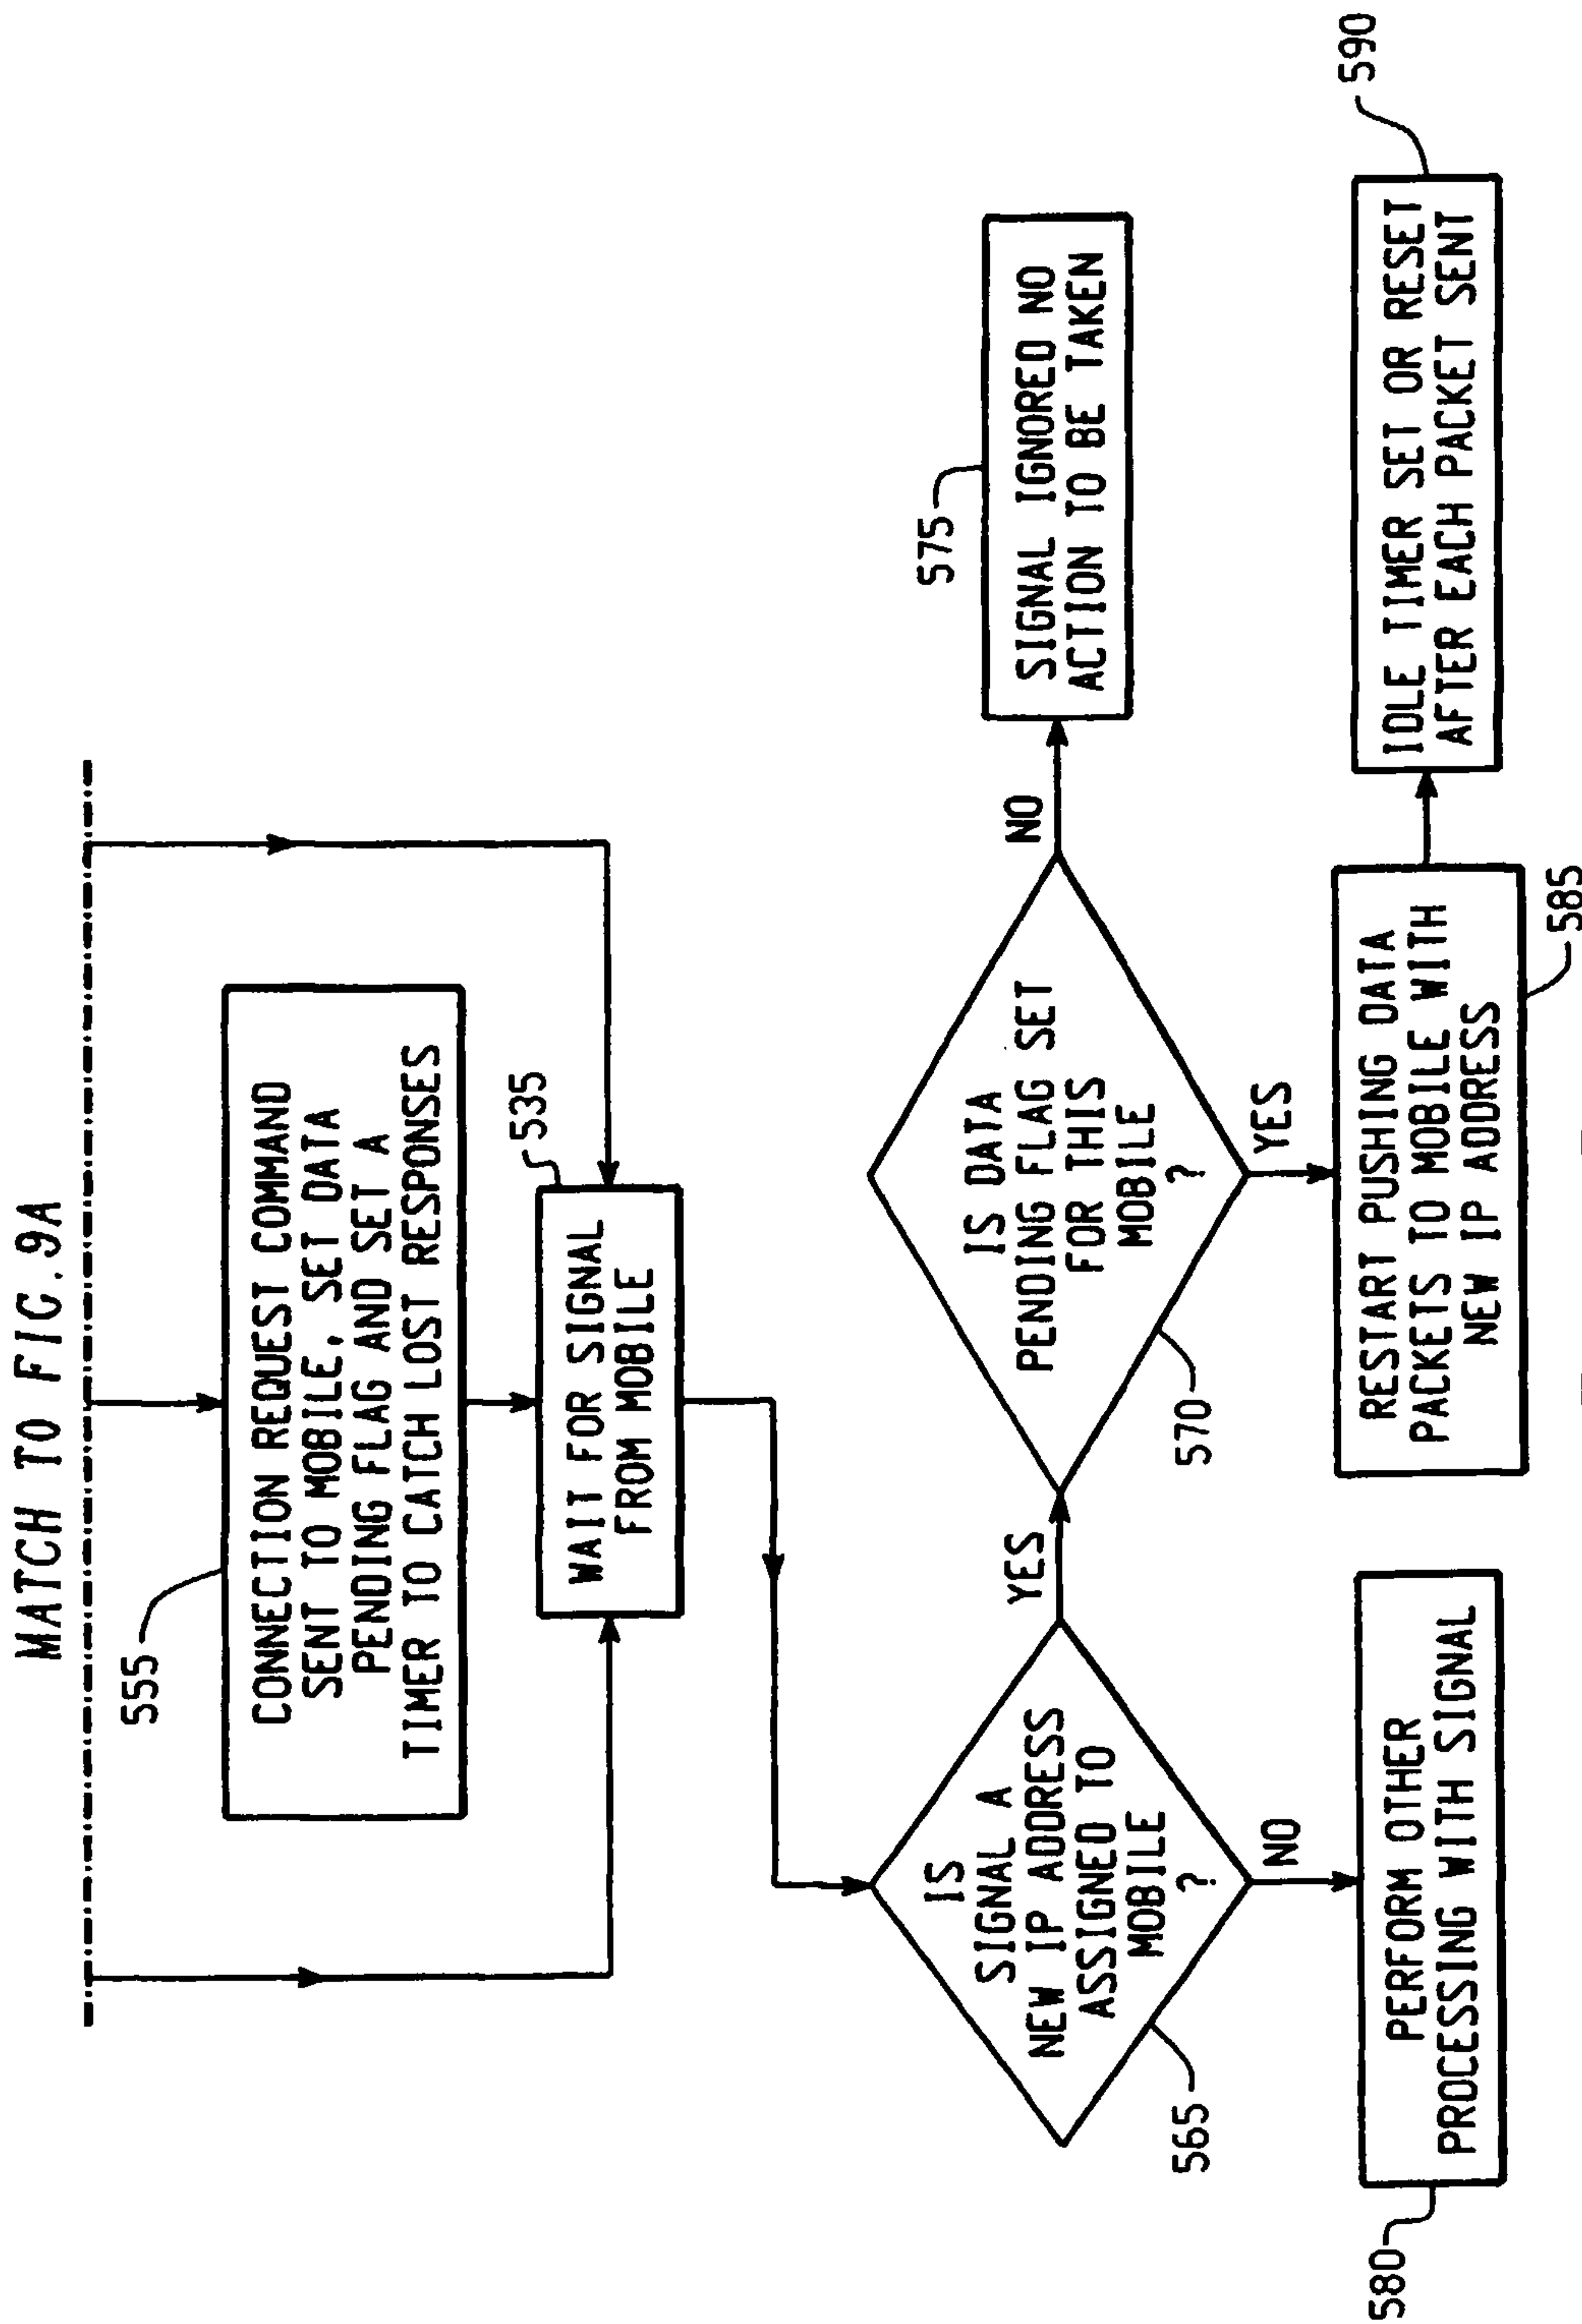 MATCH TO FIG.9A
555
CONNECTION REQUEST COMMAND
SENT TO MOBILE, SET DATA
PENDING FLAG AND SET A
TIMER TO CATCH LOST RESPONSES
535
WAIT FOR SIGNAL
FROM MOBILE
IS
SIGNAL A
NEW IP ADDRESS
ASSIGNED TO
MOBILE
?
565
YES
NO
IS DATA
PENDING FLAG SET
FOR THIS
MOBILE
?
570
NO
YES
575
SIGNAL IGNORED NO
ACTION TO BE TAKEN
580
PERFORM OTHER
PROCESSING WITH SIGNAL
RESTART PUSHING DATA
PACKETS TO MOBILE WITH
NEW IP ADDRESS
585
590
IDLE TIMER SET OR RESET
AFTER EACH PACKET SENT